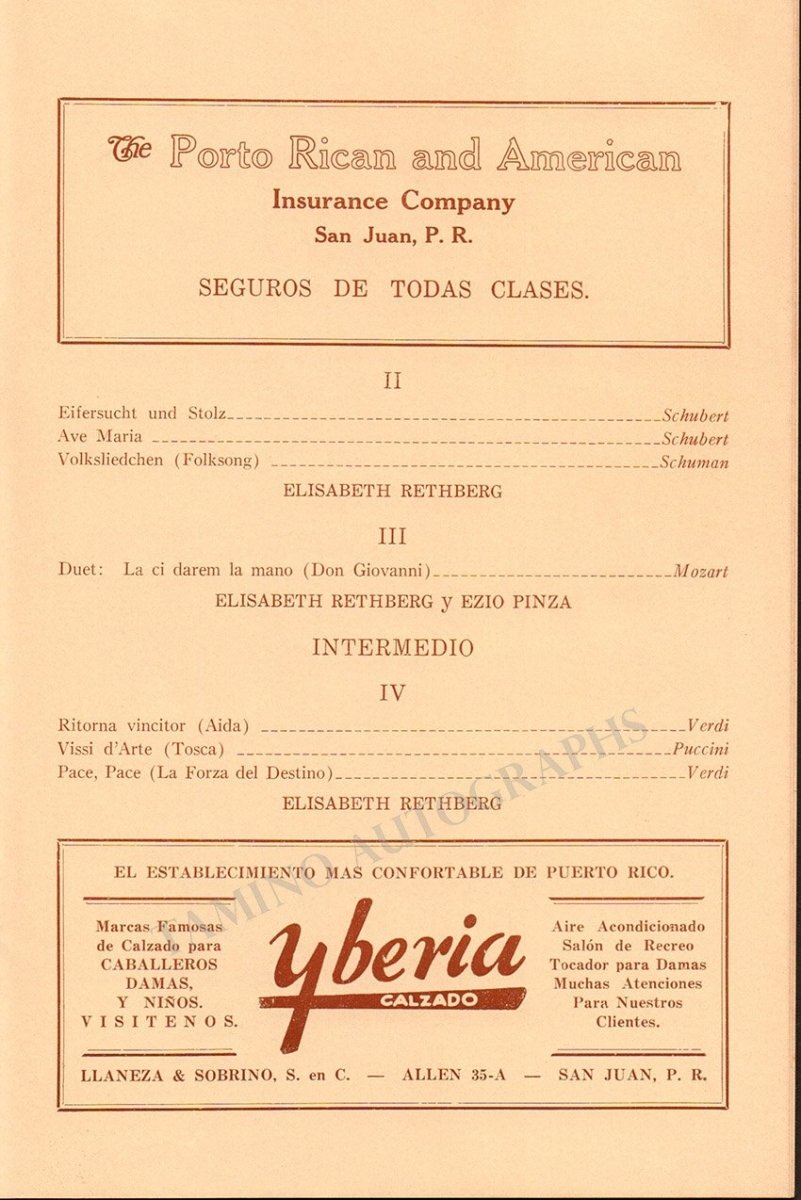 The Porto Rican and American
Insurance Company
San Juan, P. R.
SEGUROS DE TODAS CLASES.
II
Eifersucht und Stolz Schubert
Ave Maria Schubert
Volksliedchen (Folksong) Schuman
ELISABETH RETHBERG
III
Duet: La ci darem la mano (Don Giovanni) Mozart
ELISABETH RETHBERG y EZIO PINZA
INTERMEDIO
IV
Ritorna vincitor (Aida) Verdi
Vissi d'Arte (Tosca) Puccini
Pace, Pace (La Forza del Destino) Verdi
ELISABETH RETHBERG
TAMINO AUTOGRAPHS
EL ESTABLECIMIENTO MAS CONFORTABLE DE PUERTO RICO.
Marcas Famosas
de Calzado para
CABALLEROS
DAMAS,
Y NIÑOS.
VISITENOS.
yberia
CALZADO
Aire Acondicionado
Salón de Recreo
Tocador para Damas
Muchas Atenciones
Para Nuestros
Clientes.
LLANEZA & SOBRINO, S. en C. — ALLEN 35-A — SAN JUAN, P. R.